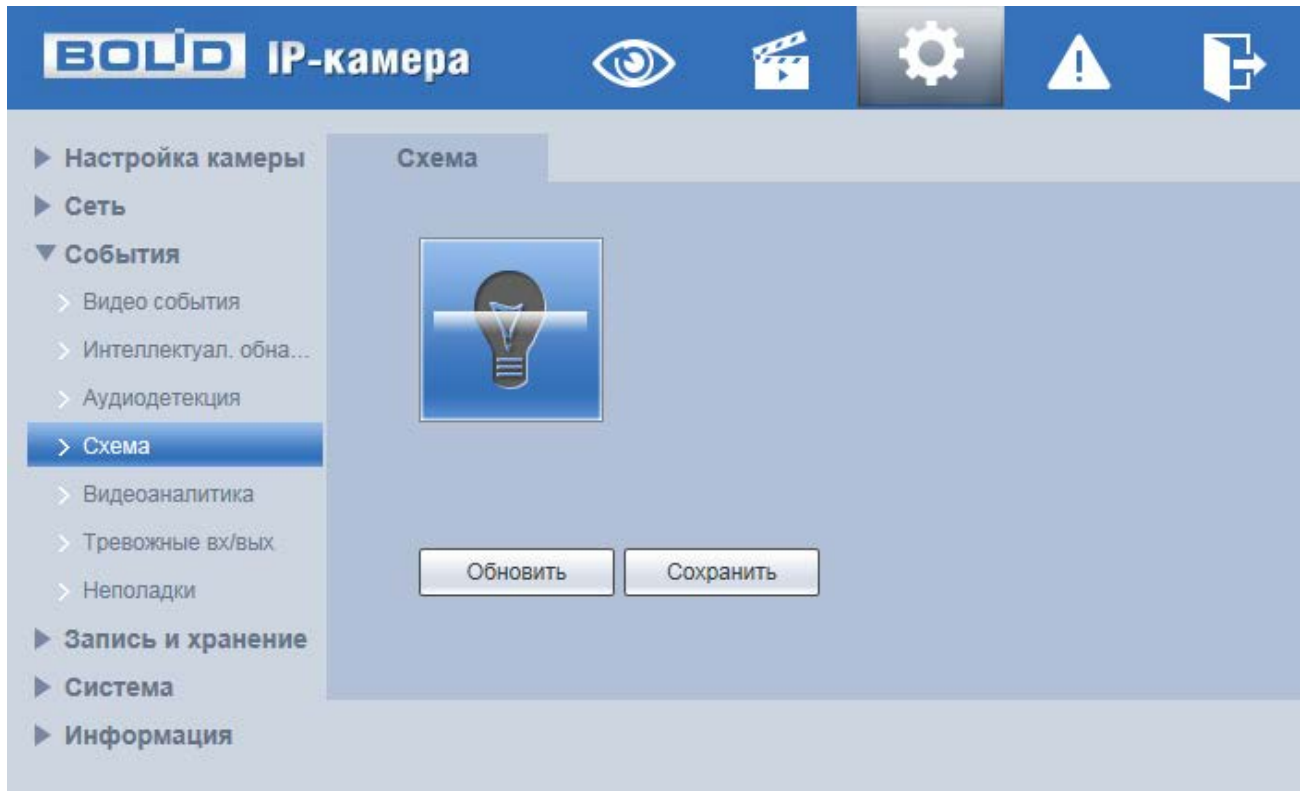 BOLID IP-камера
Настройка камеры
Сеть
События
Видео события
Интеллектуал. обна...
Аудиодетекция
Схема
Видеоаналитика
Тревожные вх/вых
Неполадки
Запись и хранение
Система
Информация
Схема
Обновить Сохранить